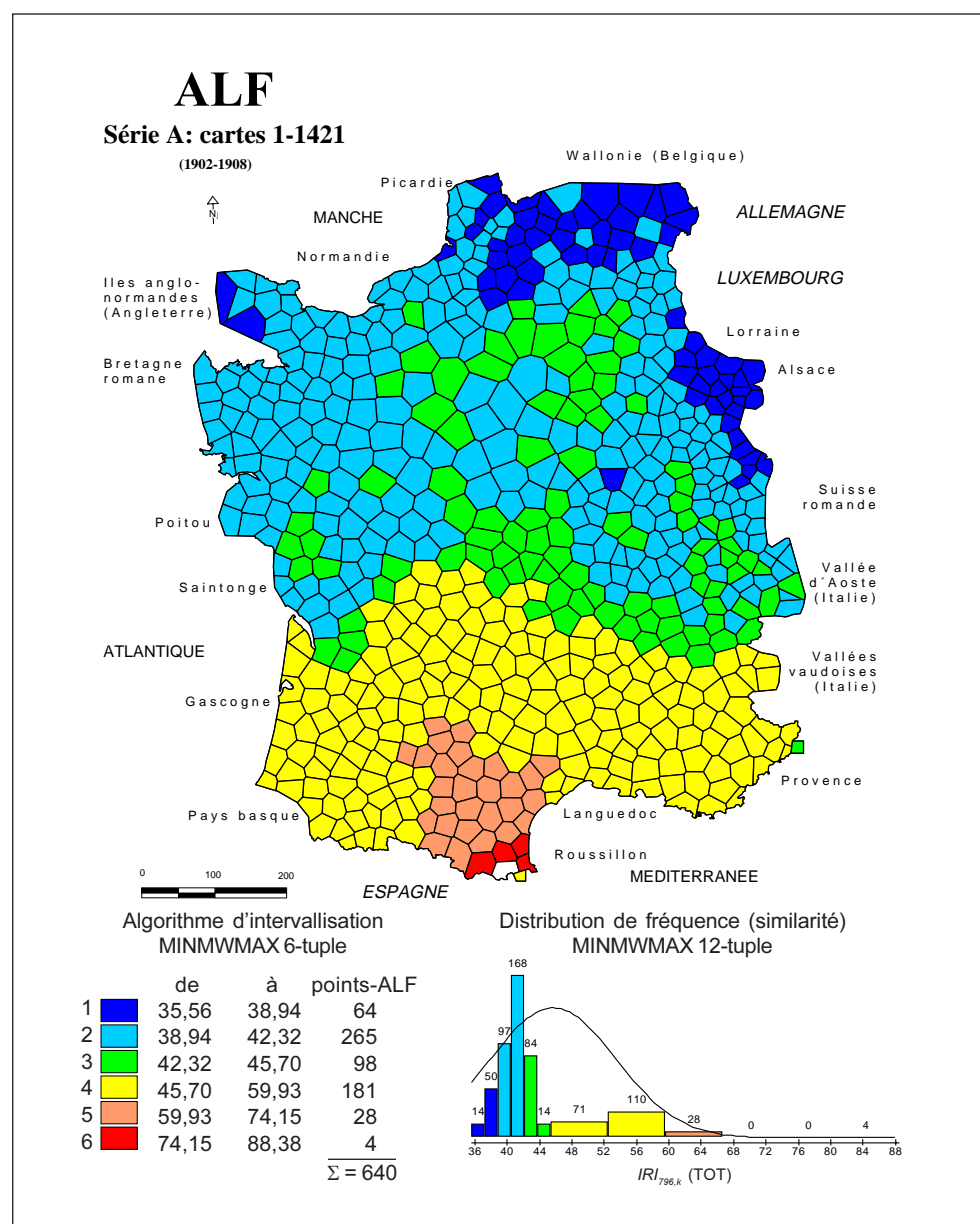 ALF
Série A: cartes 1-1421
(1902-1908)
N
Wallonie (Belgique)
Picardie
MANCHE
ALLEMAGNE
Normandie
LUXEMBOURG
Iles anglo-
normandes
(Angleterre)
Lorraine
Bretagne
romane
Alsace
Suisse
romande
Poitou
Vallée
d´Aoste
(Italie)
Saintonge
ATLANTIQUE
Vallées
vaudoises
(Italie)
Gascogne
Provence
Pays basque
Languedoc
Roussillon
MEDITERRANEE
ESPAGNE
0 100 200
Algorithme d'intervallisation
MINMWMAX 6-tuple
de à points-ALF
1 35,56 38,94 64
2 38,94 42,32 265
3 42,32 45,70 98
4 45,70 59,93 181
5 59,93 74,15 28
6 74,15 88,38 4
Σ = 640
Distribution de fréquence (similarité)
MINMWMAX 12-tuple
14 50 97 168 84 14 71 110 28 0 0 4
36 40 44 48 52 56 60 64 68 72 76 80 84 88
IRI796,k (TOT)